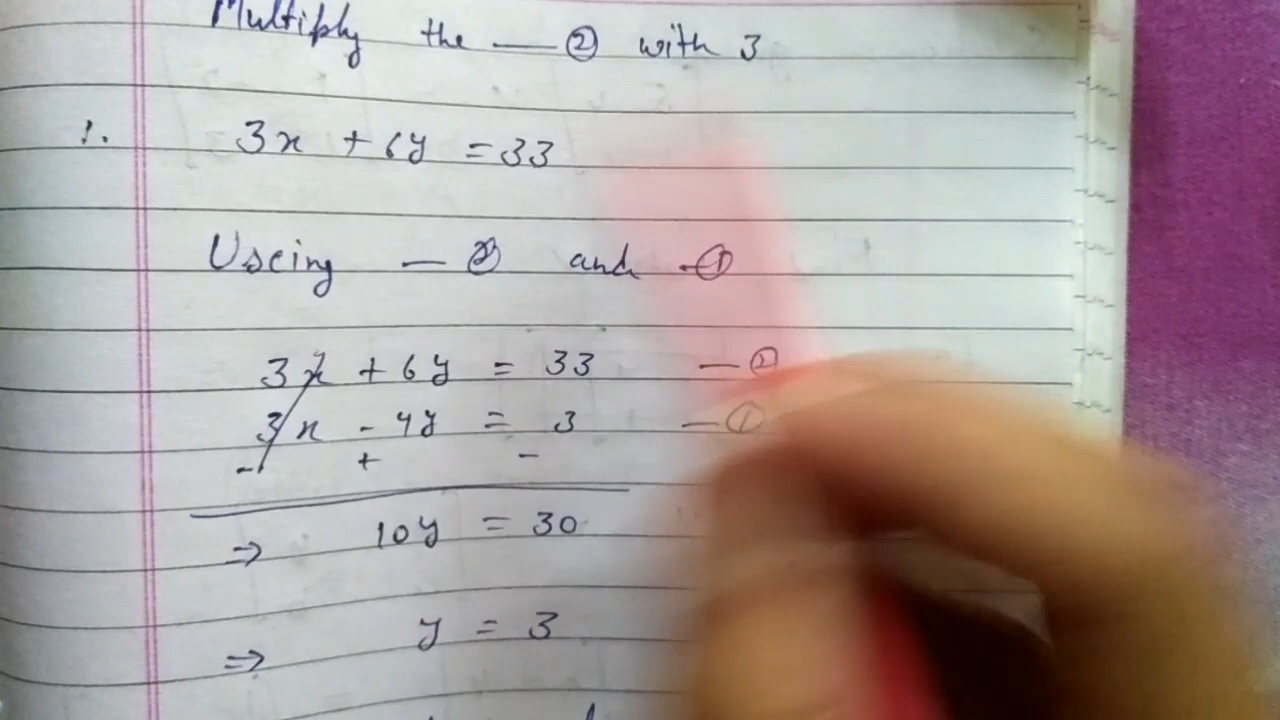 Multiply the — ② with 3
1. 3x + 6y = 33
Useing — ② and - ①
3x + 6y = 33 — ②
3x - 4y = 3 — ①
- + -
⇒ 10y = 30
⇒ y = 3